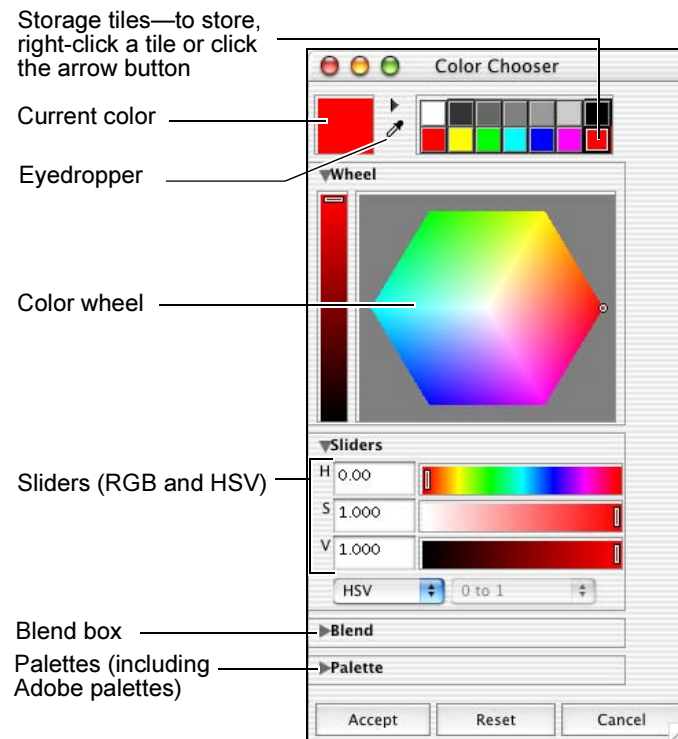 Storage tiles—to store,
right-click a tile or click
the arrow button
Color Chooser
Current color
Eyedropper
Wheel
Color wheel
Sliders
Sliders (RGB and HSV)
H 0.00
S 1.000
V 1.000
HSV 0 to 1
Blend box
Blend
Palettes (including
Adobe palettes)
Palette
Accept Reset Cancel